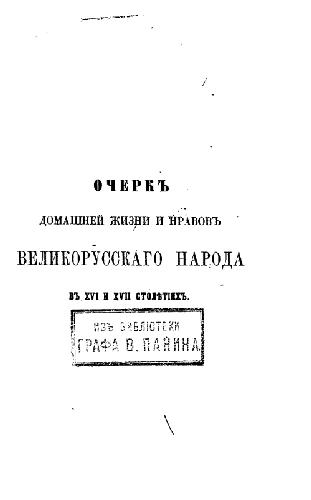 ОЧЕРКЪ
ДОМАШНЕЙ ЖИЗНИ И НРАВОВЪ
ВЕЛИКОРУССКАГО НАРОДА
ВЪ XVI И XVII СТОЛѢТІЯХЪ.
ИЗЪ БИБЛІОТЕКИ
ГРАФА В. ПАНИНА